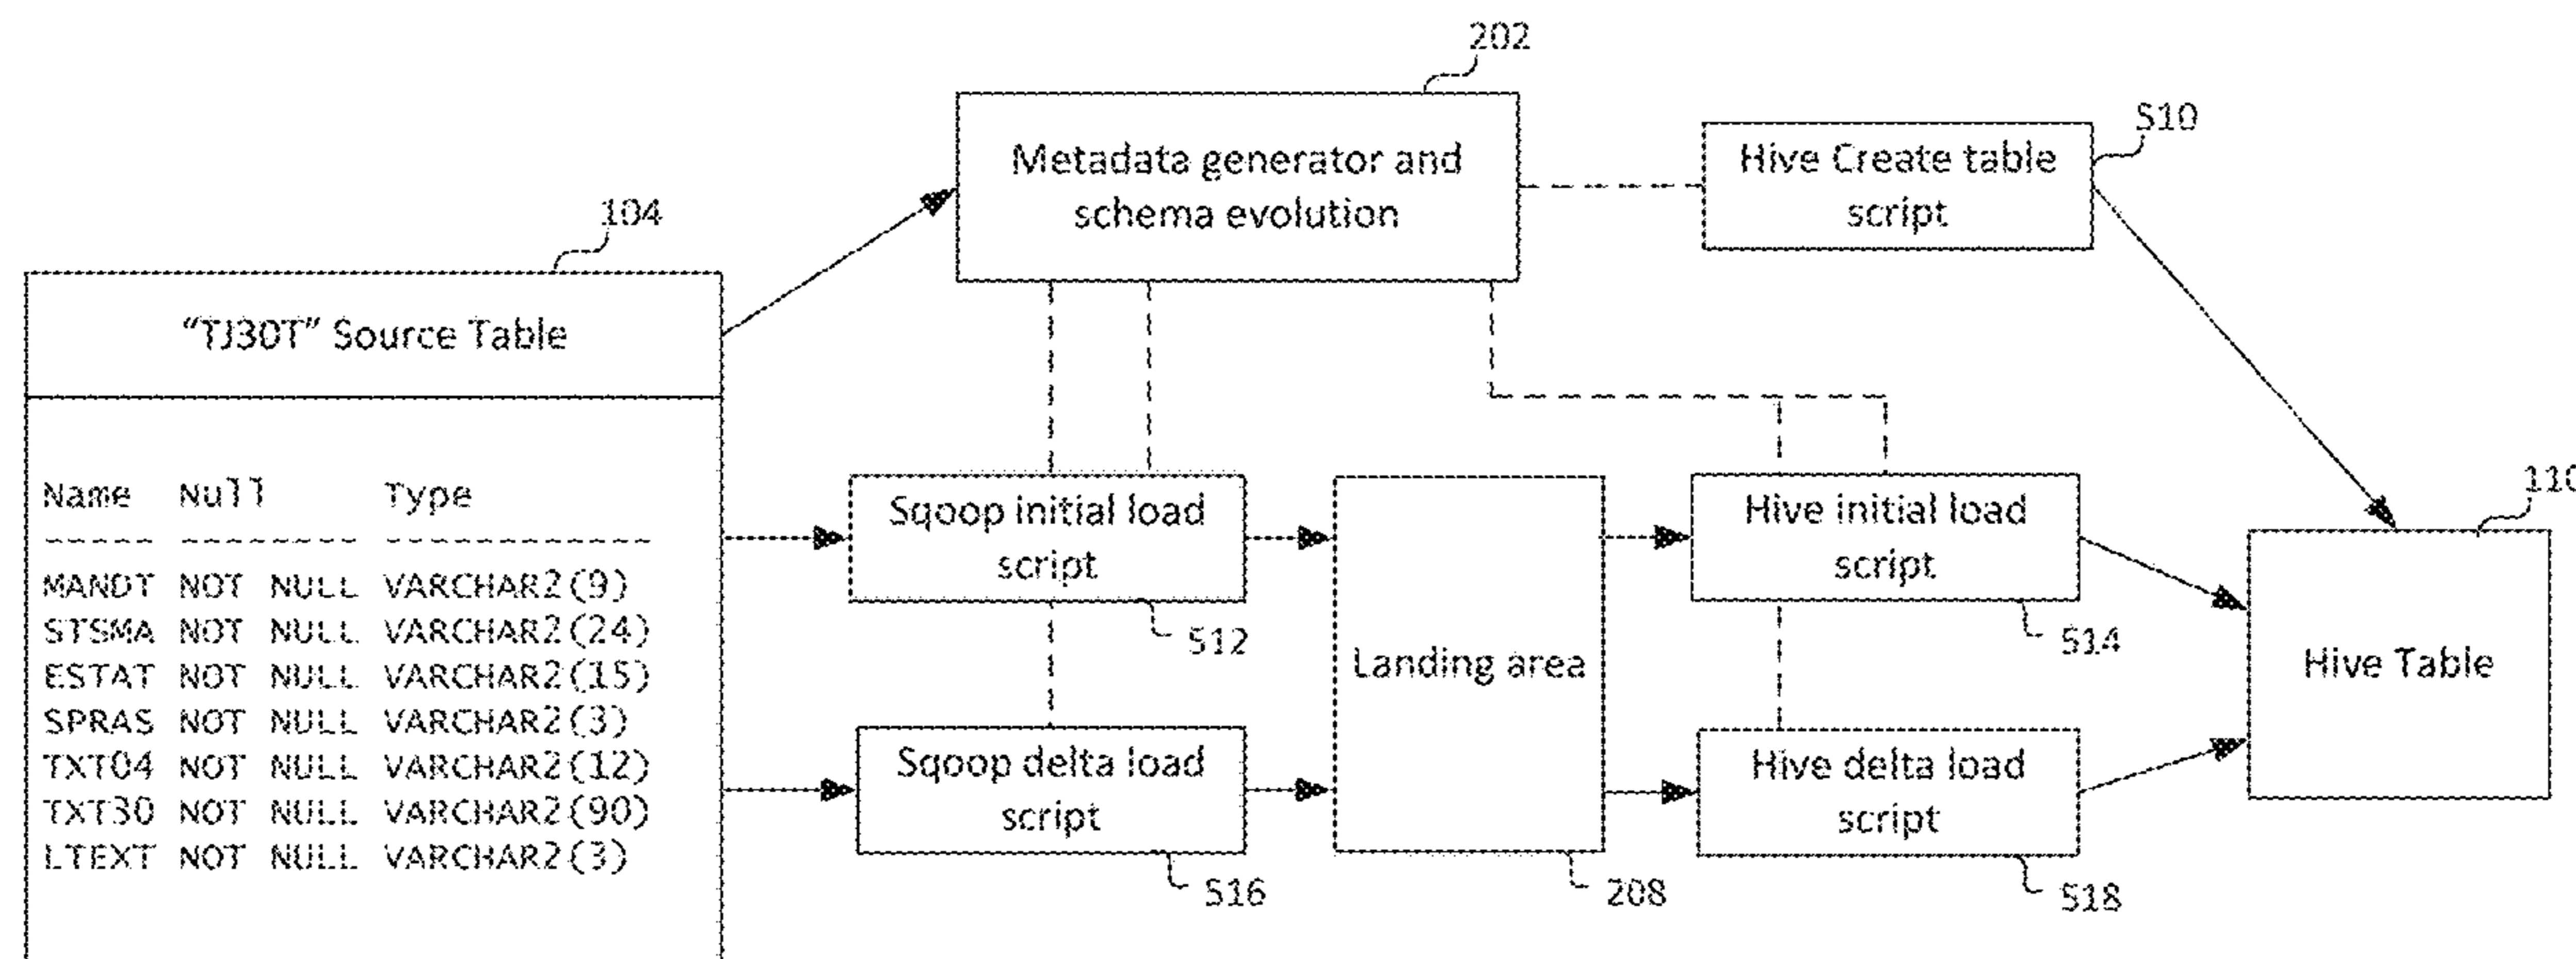 202
Metadata generator and
schema evolution
510
Hive Create table
script
104
“TJ30T” Source Table
Name Null Type
----- -------- ------------
MANDT NOT NULL VARCHAR2(9)
STSMA NOT NULL VARCHAR2(24)
ESTAT NOT NULL VARCHAR2(15)
SPRAS NOT NULL VARCHAR2(3)
TXT04 NOT NULL VARCHAR2(12)
TXT30 NOT NULL VARCHAR2(90)
LTEXT NOT NULL VARCHAR2(3)
Sqoop initial load
script
512
Sqoop delta load
script
516
Landing area
208
Hive initial load
script
514
Hive delta load
script
518
110
Hive Table